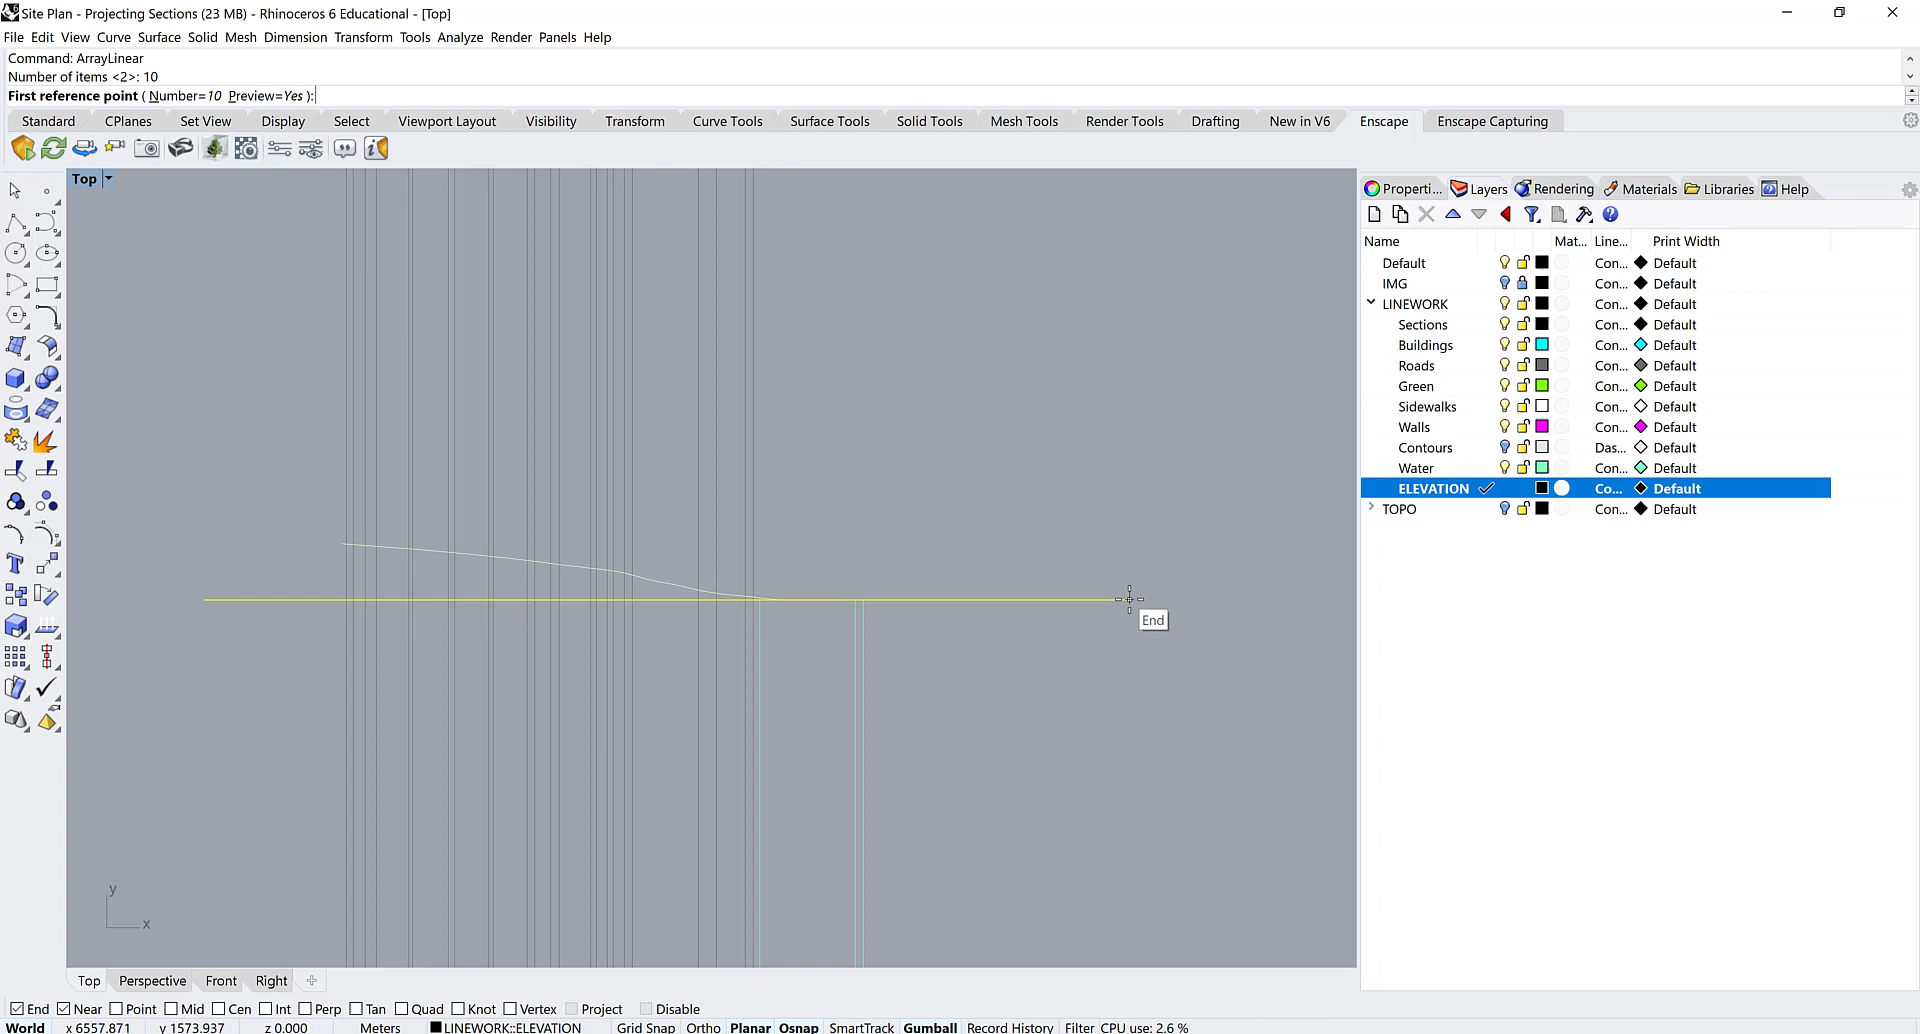 Site Plan - Projecting Sections (23 MB) - Rhinoceros 6 Educational - [Top]
File Edit View Curve Surface Solid Mesh Dimension Transform Tools Analyze Render Panels Help
Command: ArrayLinear
Number of items <2>: 10
First reference point ( Number=10 Preview=Yes ):
Standard CPlanes Set View Display Select Viewport Layout Visibility Transform Curve Tools Surface Tools Solid Tools Mesh Tools Render Tools Drafting New in V6 Enscape Enscape Capturing
Top
Properti... Layers Rendering Materials Libraries Help
Name Mat... Line... Print Width
Default Con... Default
IMG Con... Default
LINEWORK Con... Default
Sections Con... Default
Buildings Con... Default
Roads Con... Default
Green Con... Default
Sidewalks Con... Default
Walls Con... Default
Contours Das... Default
Water Con... Default
ELEVATION Co... Default
TOPO Con... Default
End
y
x
Top Perspective Front Right
End Near Point Mid Cen Int Perp Tan Quad Knot Vertex Project Disable
World x 6557.871 y 1573.937 z 0.000 Meters LINEWORK::ELEVATION Grid Snap Ortho Planar Osnap SmartTrack Gumball Record History Filter CPU use: 2.6 %